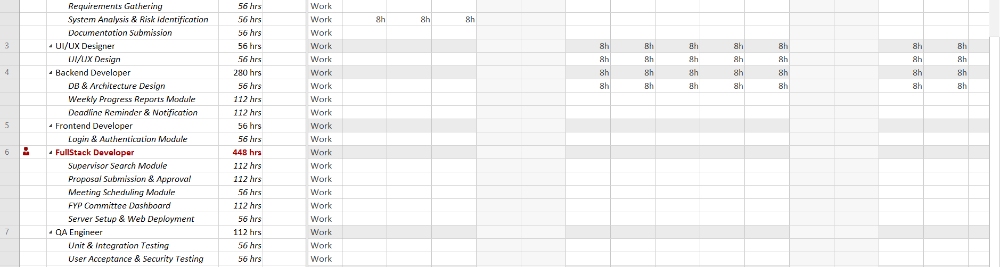 Requirements Gathering 56 hrs Work
System Analysis & Risk Identification 56 hrs Work 8h 8h 8h
Documentation Submission 56 hrs Work
3 UI/UX Designer 56 hrs Work 8h 8h 8h 8h 8h 8h 8h
UI/UX Design 56 hrs Work 8h 8h 8h 8h 8h 8h 8h
4 Backend Developer 280 hrs Work 8h 8h 8h 8h 8h 8h 8h
DB & Architecture Design 56 hrs Work 8h 8h 8h 8h 8h 8h 8h
Weekly Progress Reports Module 112 hrs Work
Deadline Reminder & Notification 112 hrs Work
5 Frontend Developer 56 hrs Work
Login & Authentication Module 56 hrs Work
6 FullStack Developer 448 hrs Work
Supervisor Search Module 112 hrs Work
Proposal Submission & Approval 112 hrs Work
Meeting Scheduling Module 56 hrs Work
FYP Committee Dashboard 112 hrs Work
Server Setup & Web Deployment 56 hrs Work
7 QA Engineer 112 hrs Work
Unit & Integration Testing 56 hrs Work
User Acceptance & Security Testing 56 hrs Work